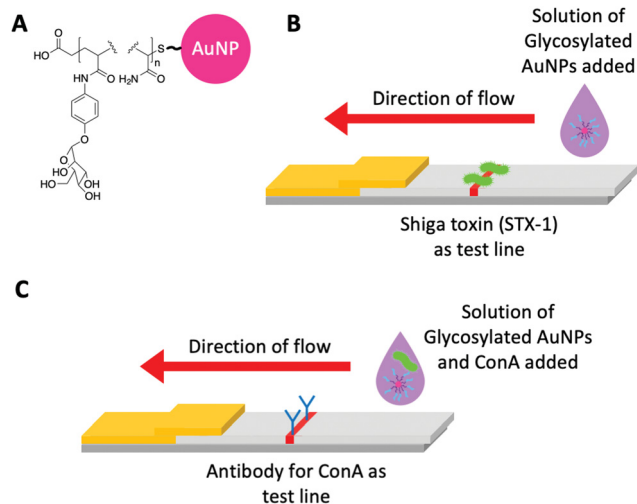 A
HO
O
S
n
AuNP
NH
O
H₂N
O
O
O
HO
HO
OH
OH
B
Solution of
Glycosylated
AuNPs added
Direction of flow
Shiga toxin (STX-1)
as test line
C
Solution of
Glycosylated AuNPs
and ConA added
Direction of flow
Antibody for ConA as
test line